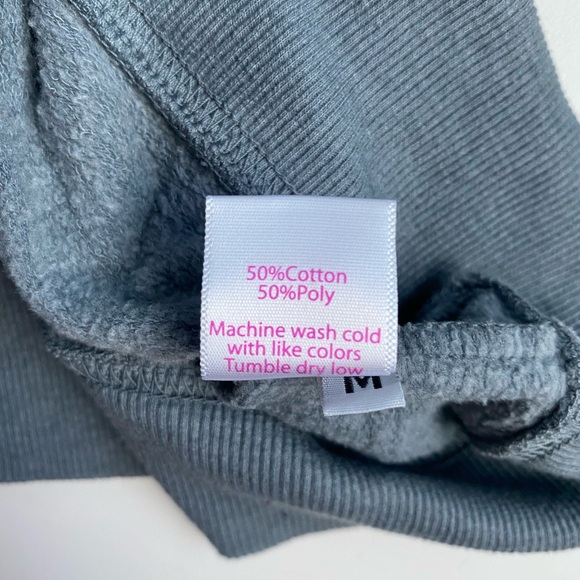 50%Cotton
50%Poly
Machine wash cold
with like colors
Tumble dry low
M